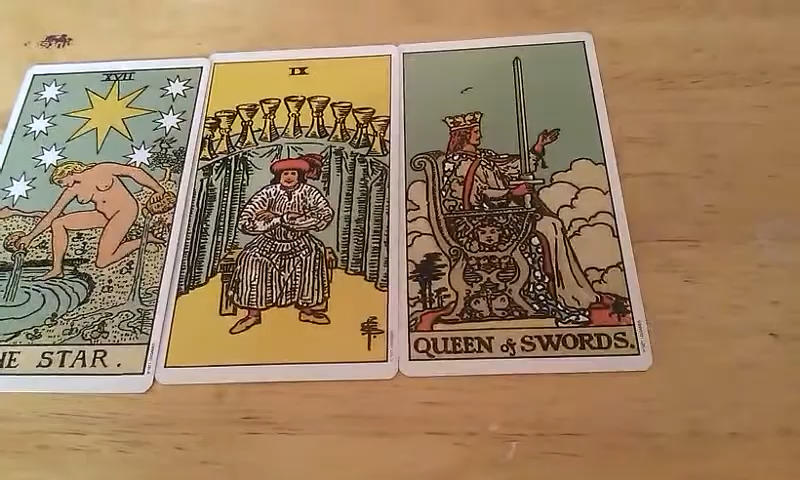 XVII
HE STAR.
IX
QUEEN of SWORDS.